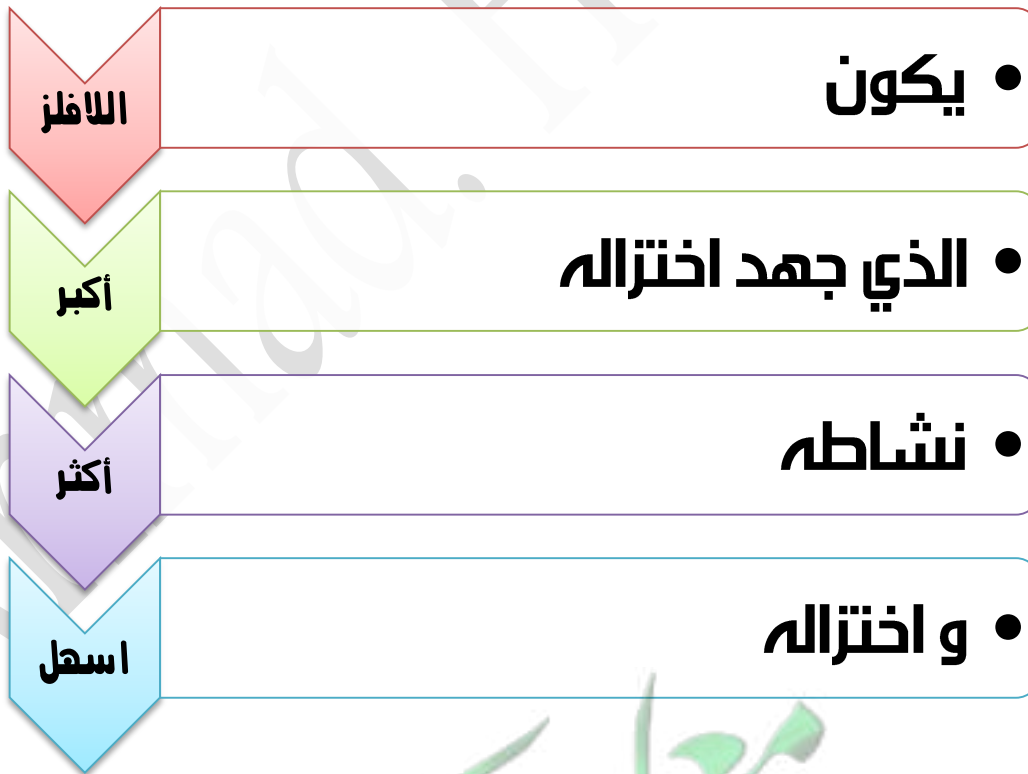 • يكون
اللافلز
• الذي جهد اختزاله
أكبر
• نشاطه
أكثر
• و اختزاله
اسهل